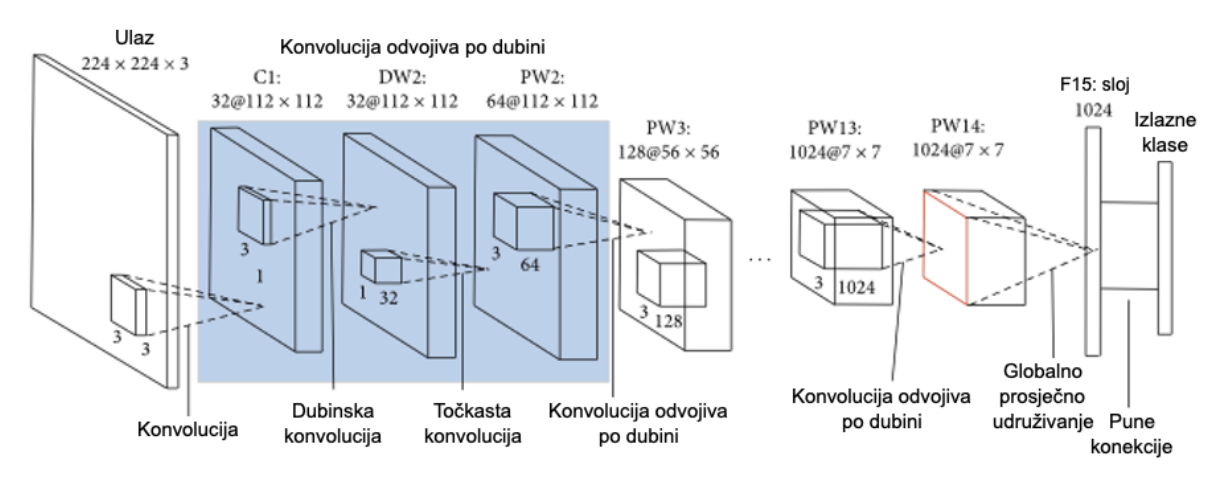 Ulaz
224 × 224 × 3
Konvolucija odvojiva po dubini
C1:
32@112 × 112
DW2:
32@112 × 112
PW2:
64@112 × 112
PW3:
128@56 × 56
PW13:
1024@7 × 7
PW14:
1024@7 × 7
F15: sloj
1024
Izlazne
klase
3
3
3
1
1
32
3
64
3
128
...
3
1024
Konvolucija
Dubinska
konvolucija
Točkasta
konvolucija
Konvolucija odvojiva
po dubini
Konvolucija odvojiva
po dubini
Globalno
prosječno
udruživanje
Pune
konekcije